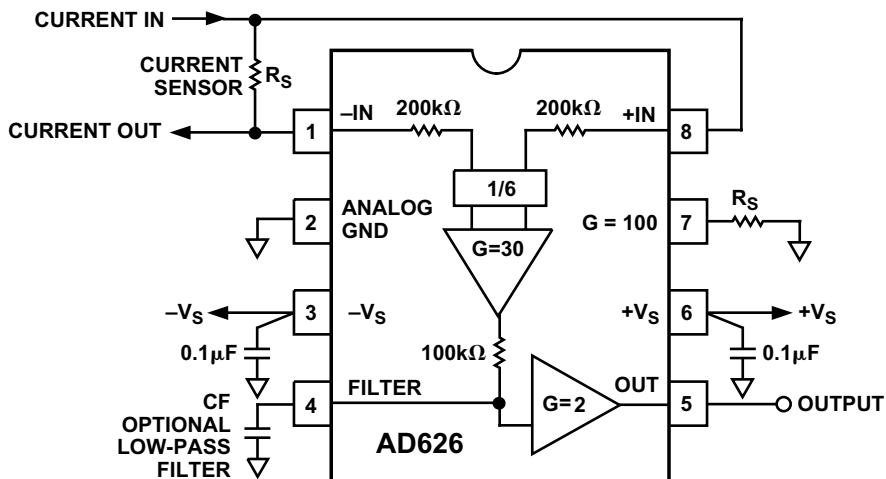 CURRENT IN
CURRENT
SENSOR
R_S
CURRENT OUT
1
–IN
200kΩ
200kΩ
+IN
8
1/6
2
ANALOG
GND
G=30
G = 100
7
R_S
–V_S
3
–V_S
+V_S
6
+V_S
0.1µF
100kΩ
0.1µF
CF
OPTIONAL
LOW-PASS
FILTER
4
FILTER
G=2
OUT
5
OUTPUT
AD626